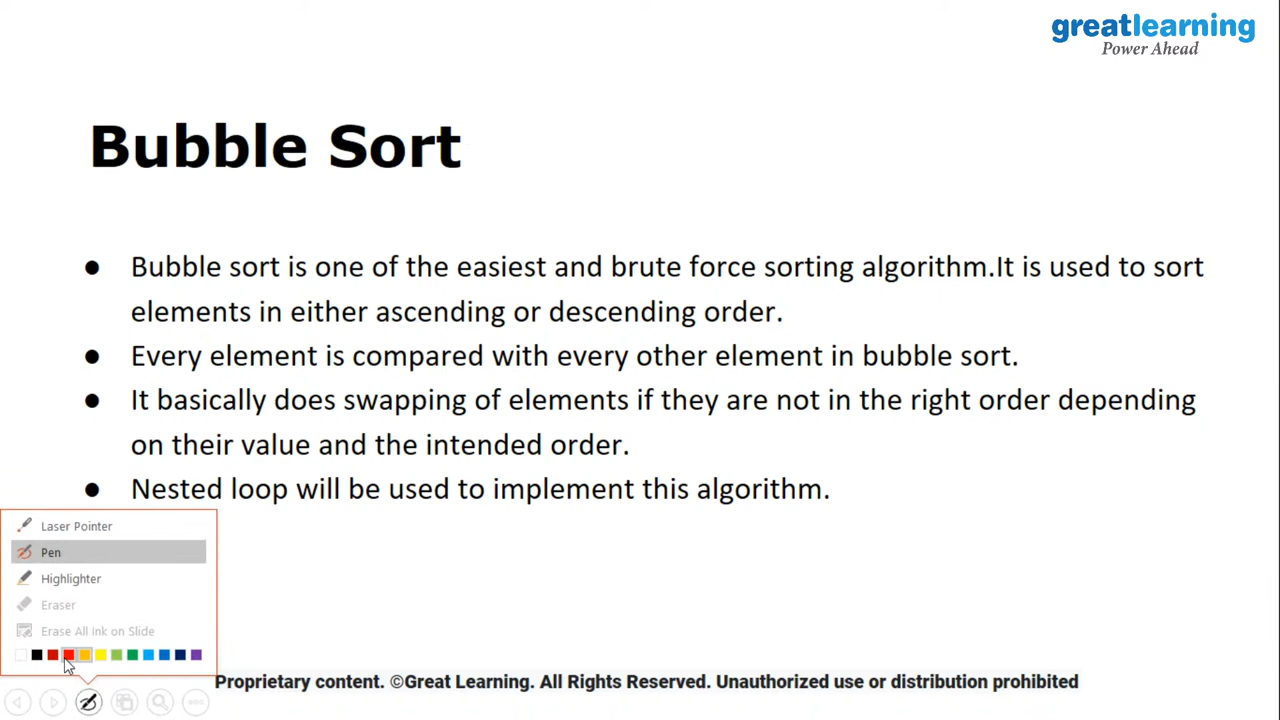 greatlearning
Power Ahead
Bubble Sort
● Bubble sort is one of the easiest and brute force sorting algorithm.It is used to sort
elements in either ascending or descending order.
● Every element is compared with every other element in bubble sort.
● It basically does swapping of elements if they are not in the right order depending
on their value and the intended order.
● Nested loop will be used to implement this algorithm.
Laser Pointer
Pen
Highlighter
Eraser
Erase All Ink on Slide
Proprietary content. ©Great Learning. All Rights Reserved. Unauthorized use or distribution prohibited